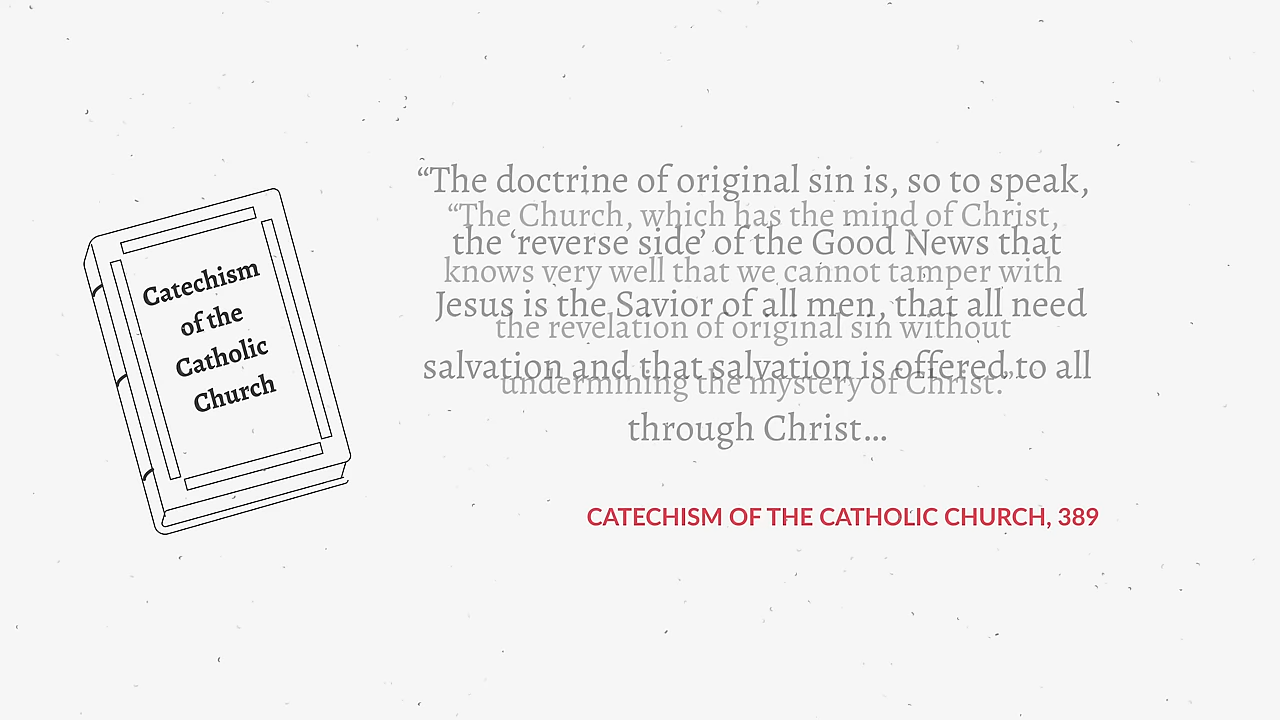 Catechism
of the
Catholic
Church
“The doctrine of original sin is, so to speak,
the ‘reverse side’ of the Good News that
Jesus is the Savior of all men, that all need
salvation and that salvation is offered to all
through Christ...
“The Church, which has the mind of Christ,
knows very well that we cannot tamper with
the revelation of original sin without
undermining the mystery of Christ.”
CATECHISM OF THE CATHOLIC CHURCH, 389